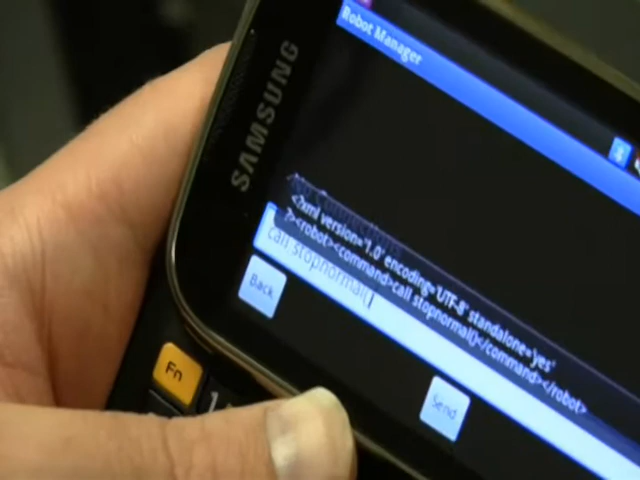 SAMSUNG
Robot Manager
<?xml version='1.0' encoding='UTF-8' standalone='yes'
?><robot><command>call stopnormal()</command></robot>
call stopnormal()
Back
Send
Fn
1